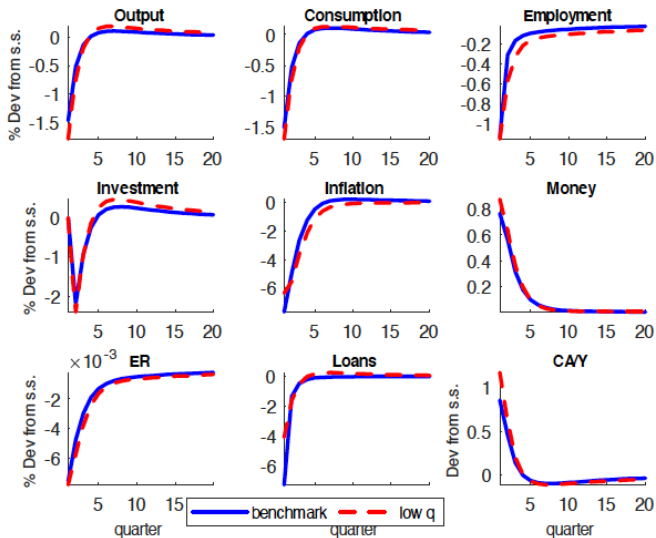 Output
Consumption
Employment
% Dev from s.s.
0
-0.5
-1
-1.5
5 10 15 20
0
-0.5
-1
-1.5
5 10 15 20
-0.2
-0.4
-0.6
-0.8
-1
5 10 15 20
Investment
Inflation
Money
% Dev from s.s.
0
-1
-2
5 10 15 20
0
-2
-4
-6
5 10 15 20
0.8
0.6
0.4
0.2
5 10 15 20
×10-3
ER
Loans
CA/Y
% Dev from s.s.
-2
-4
-6
5 10 15 20
quarter
0
-2
-4
-6
5 10 15 20
quarter
Dev from s.s.
1
0.5
0
5 10 15 20
quarter
benchmark
low q